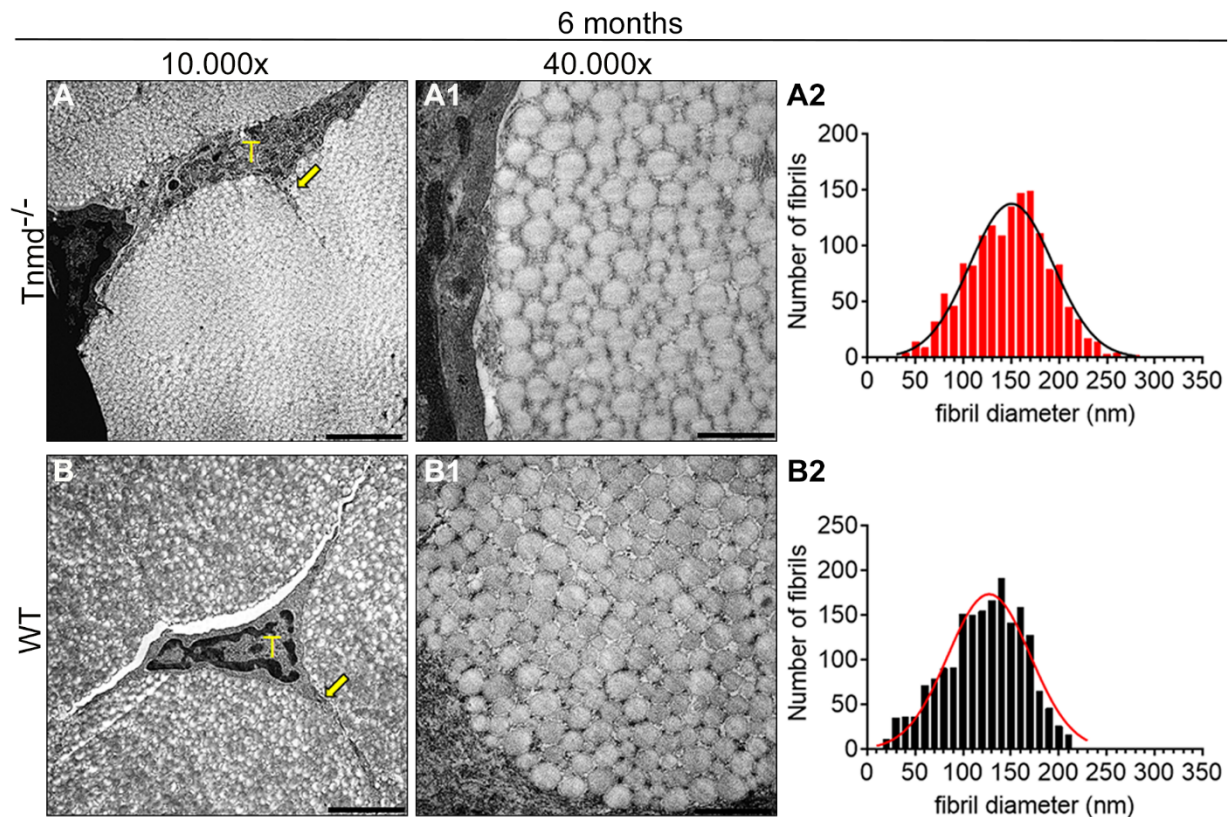 6 months
10.000x
40.000x
Tnmd-/-
A
T
A1
A2
200
150
100
50
0
Number of fibrils
0 50 100 150 200 250 300 350
fibril diameter (nm)
WT
B
T
B1
B2
250
200
150
100
50
0
Number of fibrils
0 50 100 150 200 250 300 350
fibril diameter (nm)